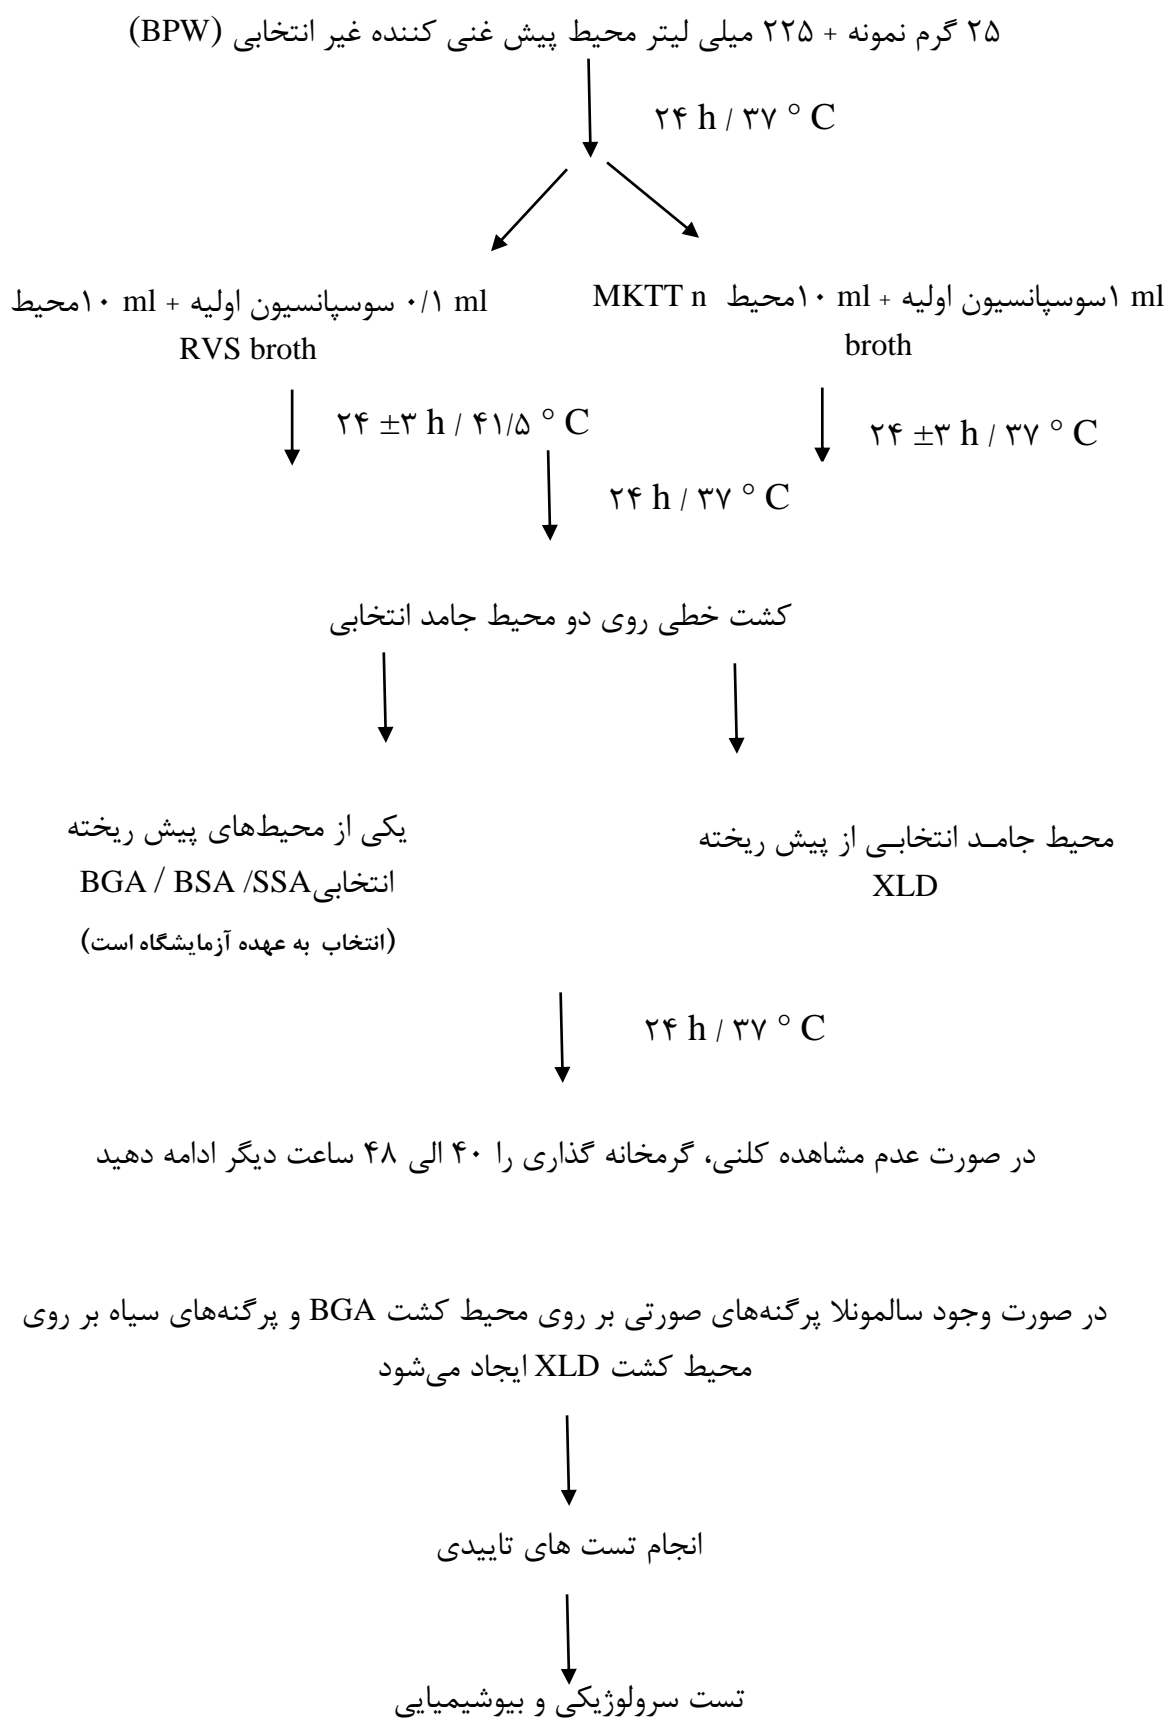 ۲۵ گرم نمونه + ۲۲۵ میلی لیتر محیط پیش غنی کننده غیر انتخابی (BPW)
۲۴ h / ۳۷ ° C
۱ ml سوسپانسیون اولیه + ۱۰ ml محیط MKTT n
broth
۰/۱ ml سوسپانسیون اولیه + ۱۰ ml محیط
RVS broth
۲۴ ±۳ h / ۳۷ ° C
۲۴ ±۳ h / ۴۱/۵ ° C
۲۴ h / ۳۷ ° C
کشت خطی روی دو محیط جامد انتخابی
محیط جامـد انتخابـی از پیش ریخته
XLD
یکی از محیط‌های پیش ریخته
انتخابیBGA / BSA /SSA
(انتخاب به عهده آزمایشگاه است)
۲۴ h / ۳۷ ° C
در صورت عدم مشاهده کلنی، گرمخانه گذاری را ۴۰ الی ۴۸ ساعت دیگر ادامه دهید
در صورت وجود سالمونلا پرگنه‌های صورتی بر روی محیط کشت BGA و پرگنه‌های سیاه بر روی
محیط کشت XLD ایجاد می‌شود
انجام تست های تاییدی
تست سرولوژیکی و بیوشیمیایی